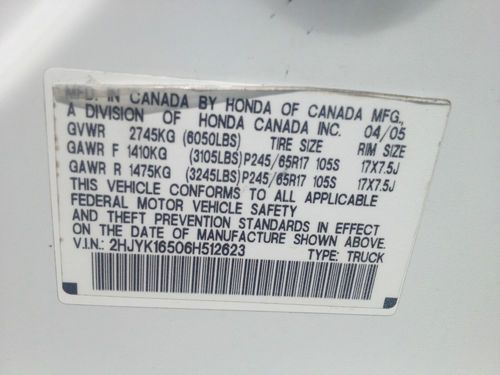 MFD. IN CANADA BY HONDA OF CANADA MFG.,
A DIVISION OF HONDA CANADA INC. 04/05
GVWR 2745KG (6050LBS) TIRE SIZE RIM SIZE
GAWR F 1410KG (3105LBS)P245/65R17 105S 17X7.5J
GAWR R 1475KG (3245LBS)P245/65R17 105S 17X7.5J
THIS VEHICLE CONFORMS TO ALL APPLICABLE
FEDERAL MOTOR VEHICLE SAFETY
AND THEFT PREVENTION STANDARDS IN EFFECT
ON THE DATE OF MANUFACTURE SHOWN ABOVE.
V.I.N.: 2HJYK16506H512623 TYPE: TRUCK